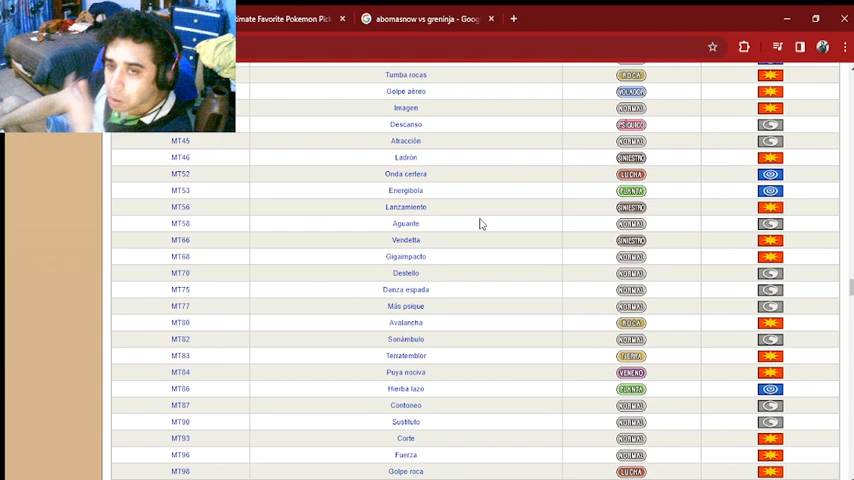 timate Favorite Pokemon Pick × abomasnow vs greninja - Goog × +
Tumba rocas ROCA
Golpe aéreo VOLADOR
Imagen NORMAL
Descanso PSIQUICO
MT45 Atracción NORMAL
MT46 Ladrón SINIESTRO
MT52 Onda certera LUCHA
MT53 Energibola PLANTA
MT56 Lanzamiento SINIESTRO
MT58 Aguante NORMAL
MT66 Vendetta SINIESTRO
MT68 Gigaimpacto NORMAL
MT70 Destello NORMAL
MT75 Danza espada NORMAL
MT77 Más psique NORMAL
MT80 Avalancha ROCA
MT82 Sonámbulo NORMAL
MT83 Terratemblor TIERRA
MT84 Puya nociva VENENO
MT86 Hierba lazo PLANTA
MT87 Contoneo NORMAL
MT90 Sustituto NORMAL
MT93 Corte NORMAL
MT96 Fuerza NORMAL
MT98 Golpe roca LUCHA